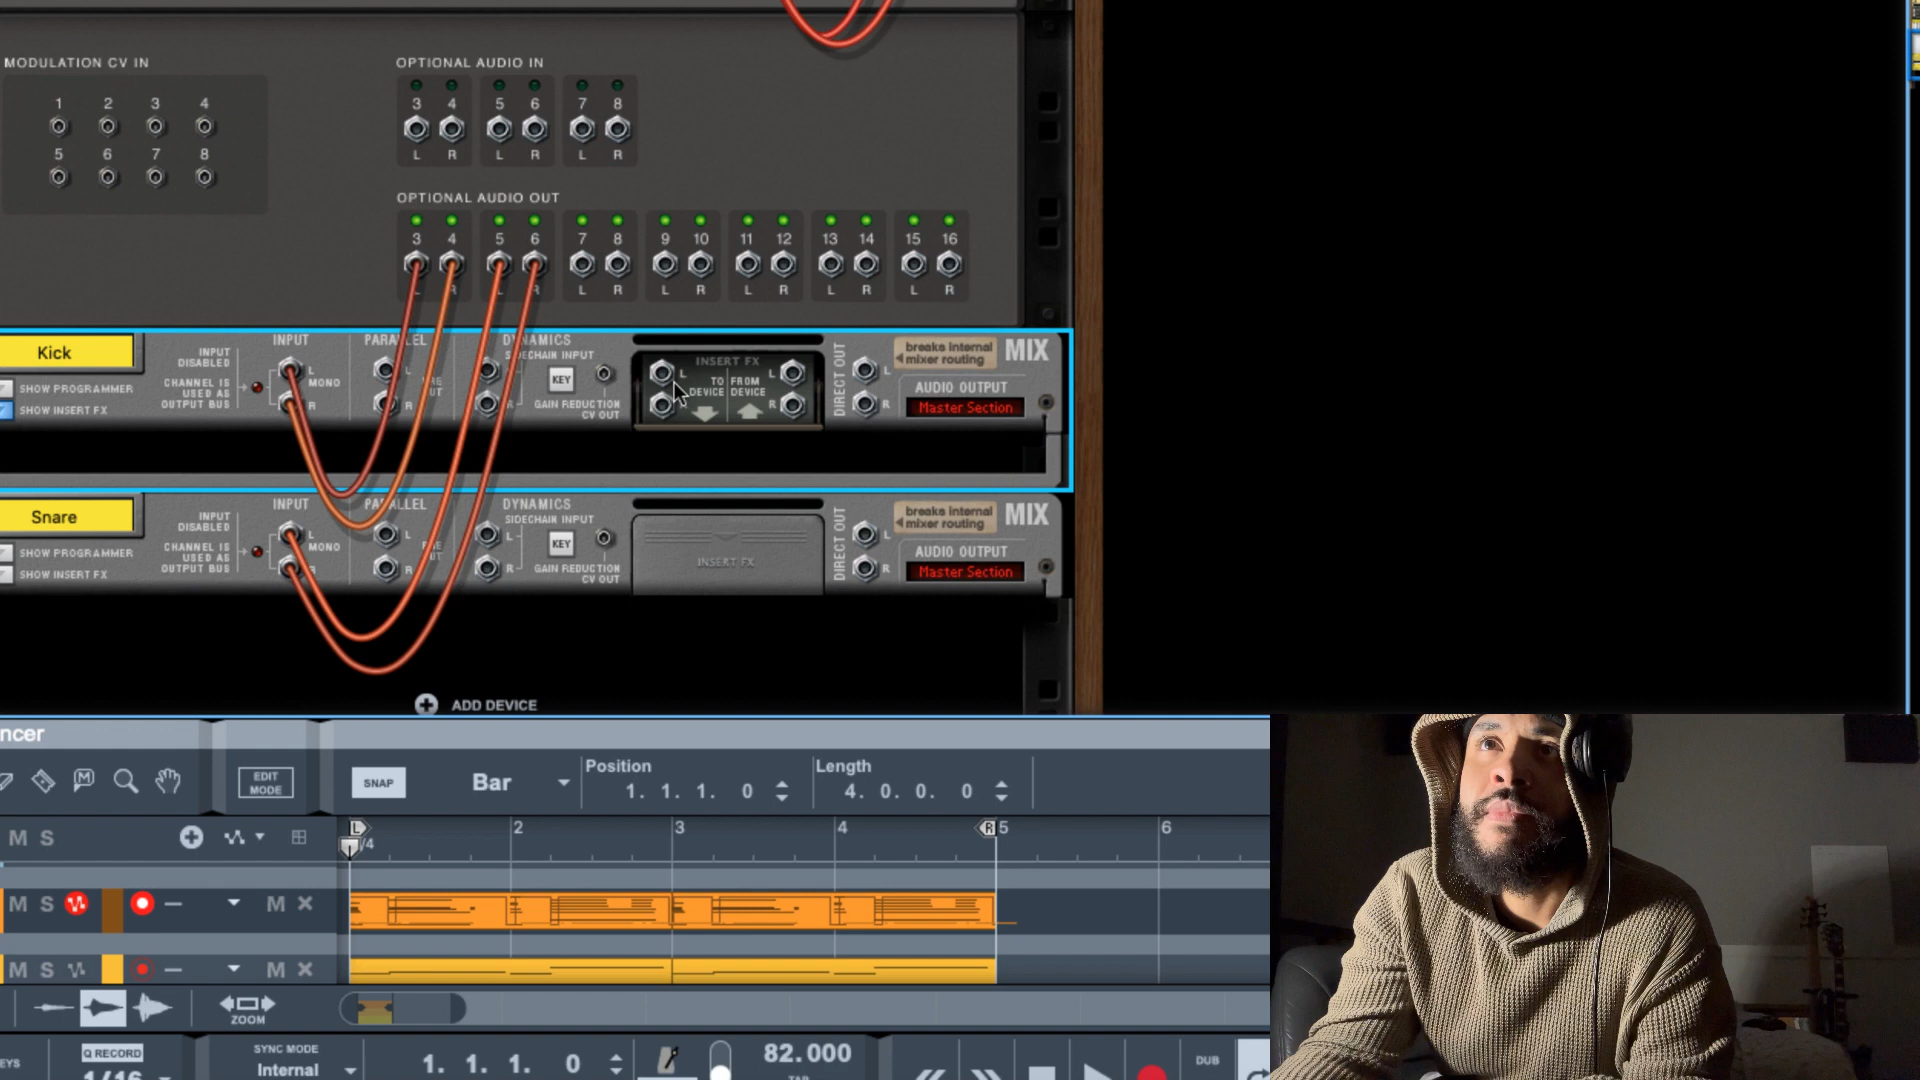 MODULATION CV IN
1 2 3 4
5 6 7 8
OPTIONAL AUDIO IN
3 4 5 6 7 8
L R L R L R
OPTIONAL AUDIO OUT
3 4 5 6 7 8 9 10 11 12 13 14 15 16
L R L R L R L R L R L R L R
Kick
SHOW PROGRAMMER
SHOW INSERT FX
INPUT DISABLED
CHANNEL IS USED AS OUTPUT BUS
INPUT
L
MONO
R
PARALLEL
L
R
DYNAMICS
SIDECHAIN INPUT
KEY
GAIN REDUCTION
CV OUT
INSERT FX
L TO DEVICE
FROM DEVICE L
R
DIRECT OUT
L
R
breaks internal
mixer routing
MIX
AUDIO OUTPUT
Master Section
Snare
SHOW PROGRAMMER
SHOW INSERT FX
INPUT DISABLED
CHANNEL IS USED AS OUTPUT BUS
INPUT
L
MONO
PARALLEL
L
R
DYNAMICS
SIDECHAIN INPUT
L
R
KEY
GAIN REDUCTION
CV OUT
INSERT FX
DIRECT OUT
L
R
breaks internal
mixer routing
MIX
AUDIO OUTPUT
Master Section
ADD DEVICE
ncer
M
EDIT MODE
SNAP
Bar
Position
1. 1. 1. 0
Length
4. 0. 0. 0
M S
L
/4 2 3 4 R 5 6
M S M
M S M
ZOOM
EYS
Q RECORD
1/16
SYNC MODE
Internal
1. 1. 1. 0
82.000
TAP
DUB